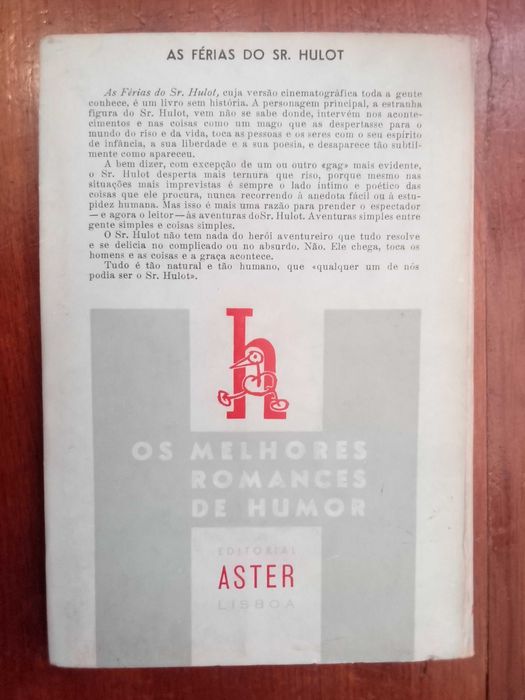 AS FÉRIAS DO SR. HULOT
As Férias do Sr. Hulot, cuja versão cinematográfica toda a gente
conhece, é um livro sem história. A personagem principal, a estranha
figura do Sr. Hulot, vem não se sabe donde, intervém nos aconte-
cimentos e nas coisas como um mago que as despertasse para o
mundo do riso e da vida, toca as pessoas e os seres com o seu espírito
de infância, a sua liberdade e a sua poesia, e desaparece tão subtil-
mente como apareceu.
A bem dizer, com excepção de um ou outro «gag» mais evidente,
o Sr. Hulot desperta mais ternura que riso, porque mesmo nas
situações mais imprevistas é sempre o lado íntimo e poético das
coisas que ele procura, nunca recorrendo à anedota fácil ou à estu-
pidez humana. Mas isso é mais uma razão para prender o espectador
— e agora o leitor — às aventuras doSr. Hulot. Aventuras simples entre
gente simples e coisas simples.
O Sr. Hulot não tem nada do herói aventureiro que tudo resolve
e se delicia no complicado ou no absurdo. Não. Ele chega, toca os
homens e as coisas e a graça acontece.
Tudo é tão natural e tão humano, que «qualquer um de nós
podia ser o Sr. Hulot».
h
OS MELHORES
ROMANCES
DE HUMOR
EDITORIAL
ASTER
LISBOA